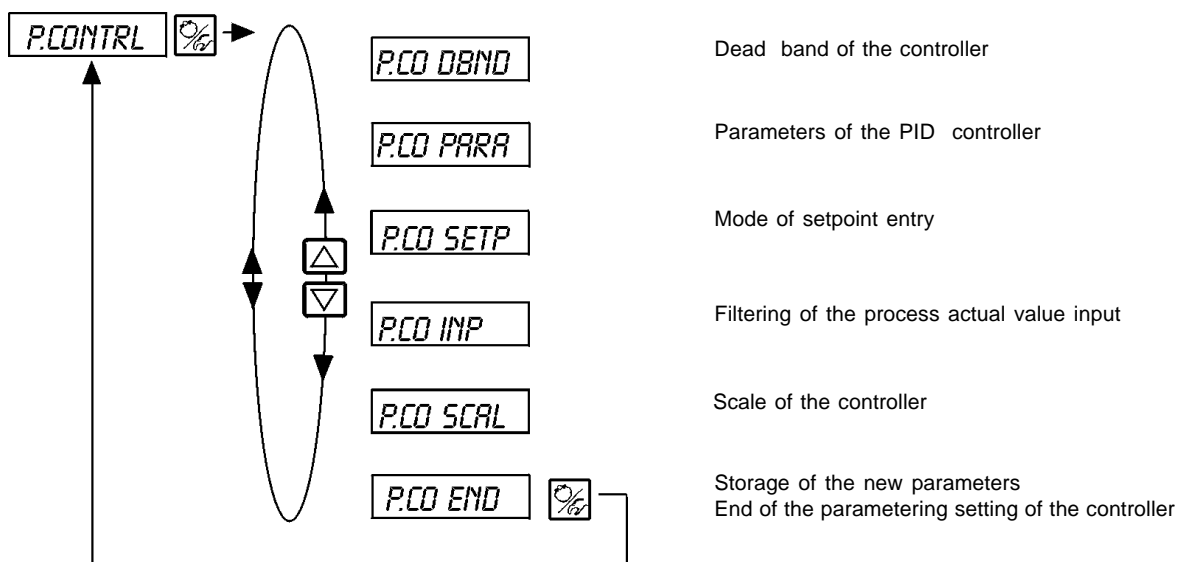 P.CONTRL
P.CO DBND Dead band of the controller
P.CO PARA Parameters of the PID controller
P.CO SETP Mode of setpoint entry
P.CO INP Filtering of the process actual value input
P.CO SCAL Scale of the controller
P.CO END Storage of the new parameters
End of the parametering setting of the controller